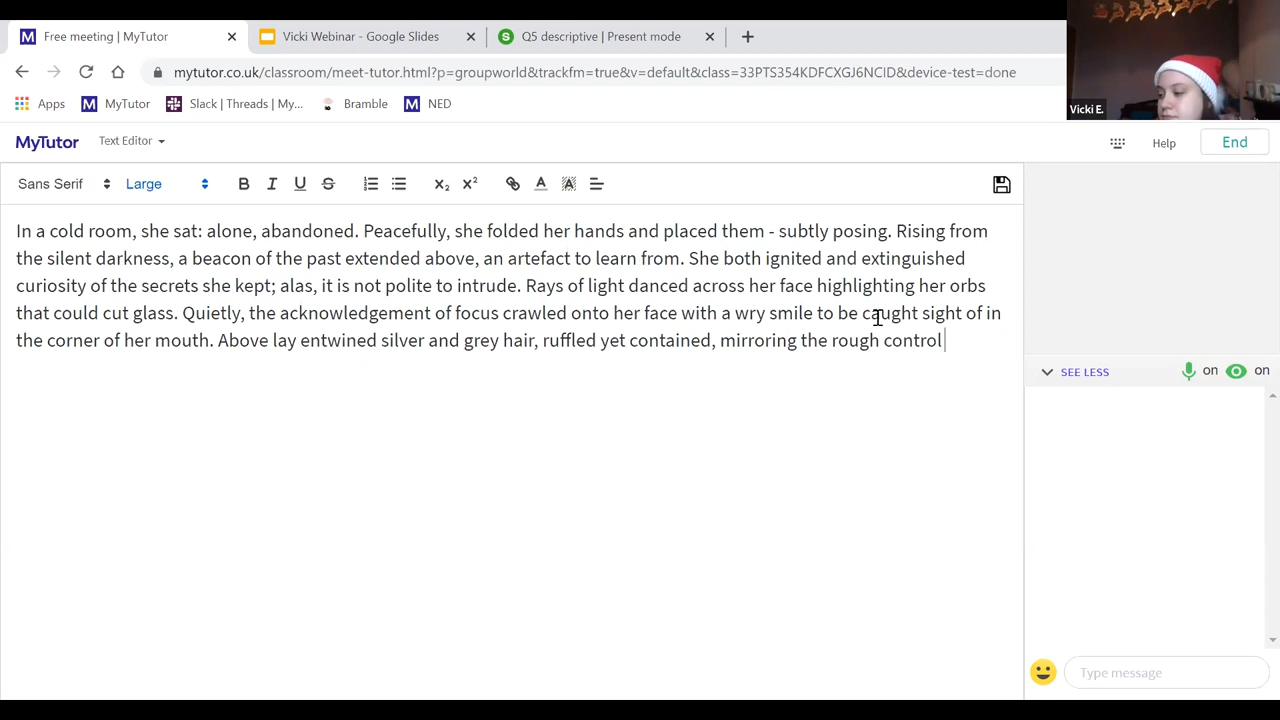 Free meeting | MyTutor
Vicki Webinar - Google Slides
Q5 descriptive | Present mode
mytutor.co.uk/classroom/meet-tutor.html?p=groupworld&trackfm=true&v=default&class=33PTS354KDFCXGJ6NCID&device-test=done
Vicki E.
Apps
MyTutor
Slack | Threads | My...
Bramble
NED
MyTutor
Text Editor
Help
End
Sans Serif
Large
In a cold room, she sat: alone, abandoned. Peacefully, she folded her hands and placed them - subtly posing. Rising from
the silent darkness, a beacon of the past extended above, an artefact to learn from. She both ignited and extinguished
curiosity of the secrets she kept; alas, it is not polite to intrude. Rays of light danced across her face highlighting her orbs
that could cut glass. Quietly, the acknowledgement of focus crawled onto her face with a wry smile to be caught sight of in
the corner of her mouth. Above lay entwined silver and grey hair, ruffled yet contained, mirroring the rough control
SEE LESS
on
on
Type message